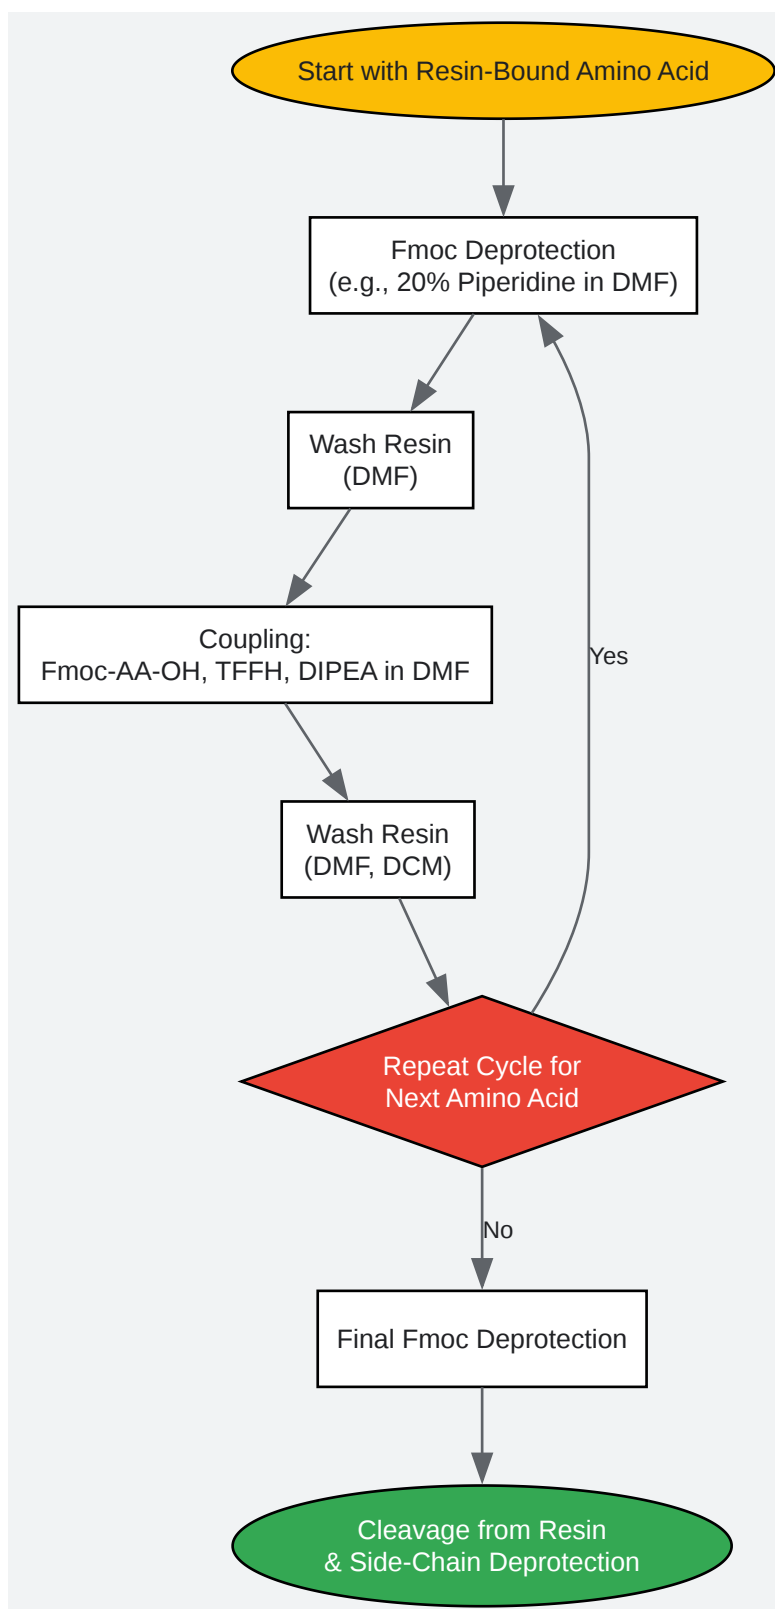 Start with Resin-Bound Amino Acid
Fmoc Deprotection
(e.g., 20% Piperidine in DMF)
Wash Resin
(DMF)
Coupling:
Fmoc-AA-OH, TFFH, DIPEA in DMF
Yes
Wash Resin
(DMF, DCM)
Repeat Cycle for
Next Amino Acid
No
Final Fmoc Deprotection
Cleavage from Resin
& Side-Chain Deprotection